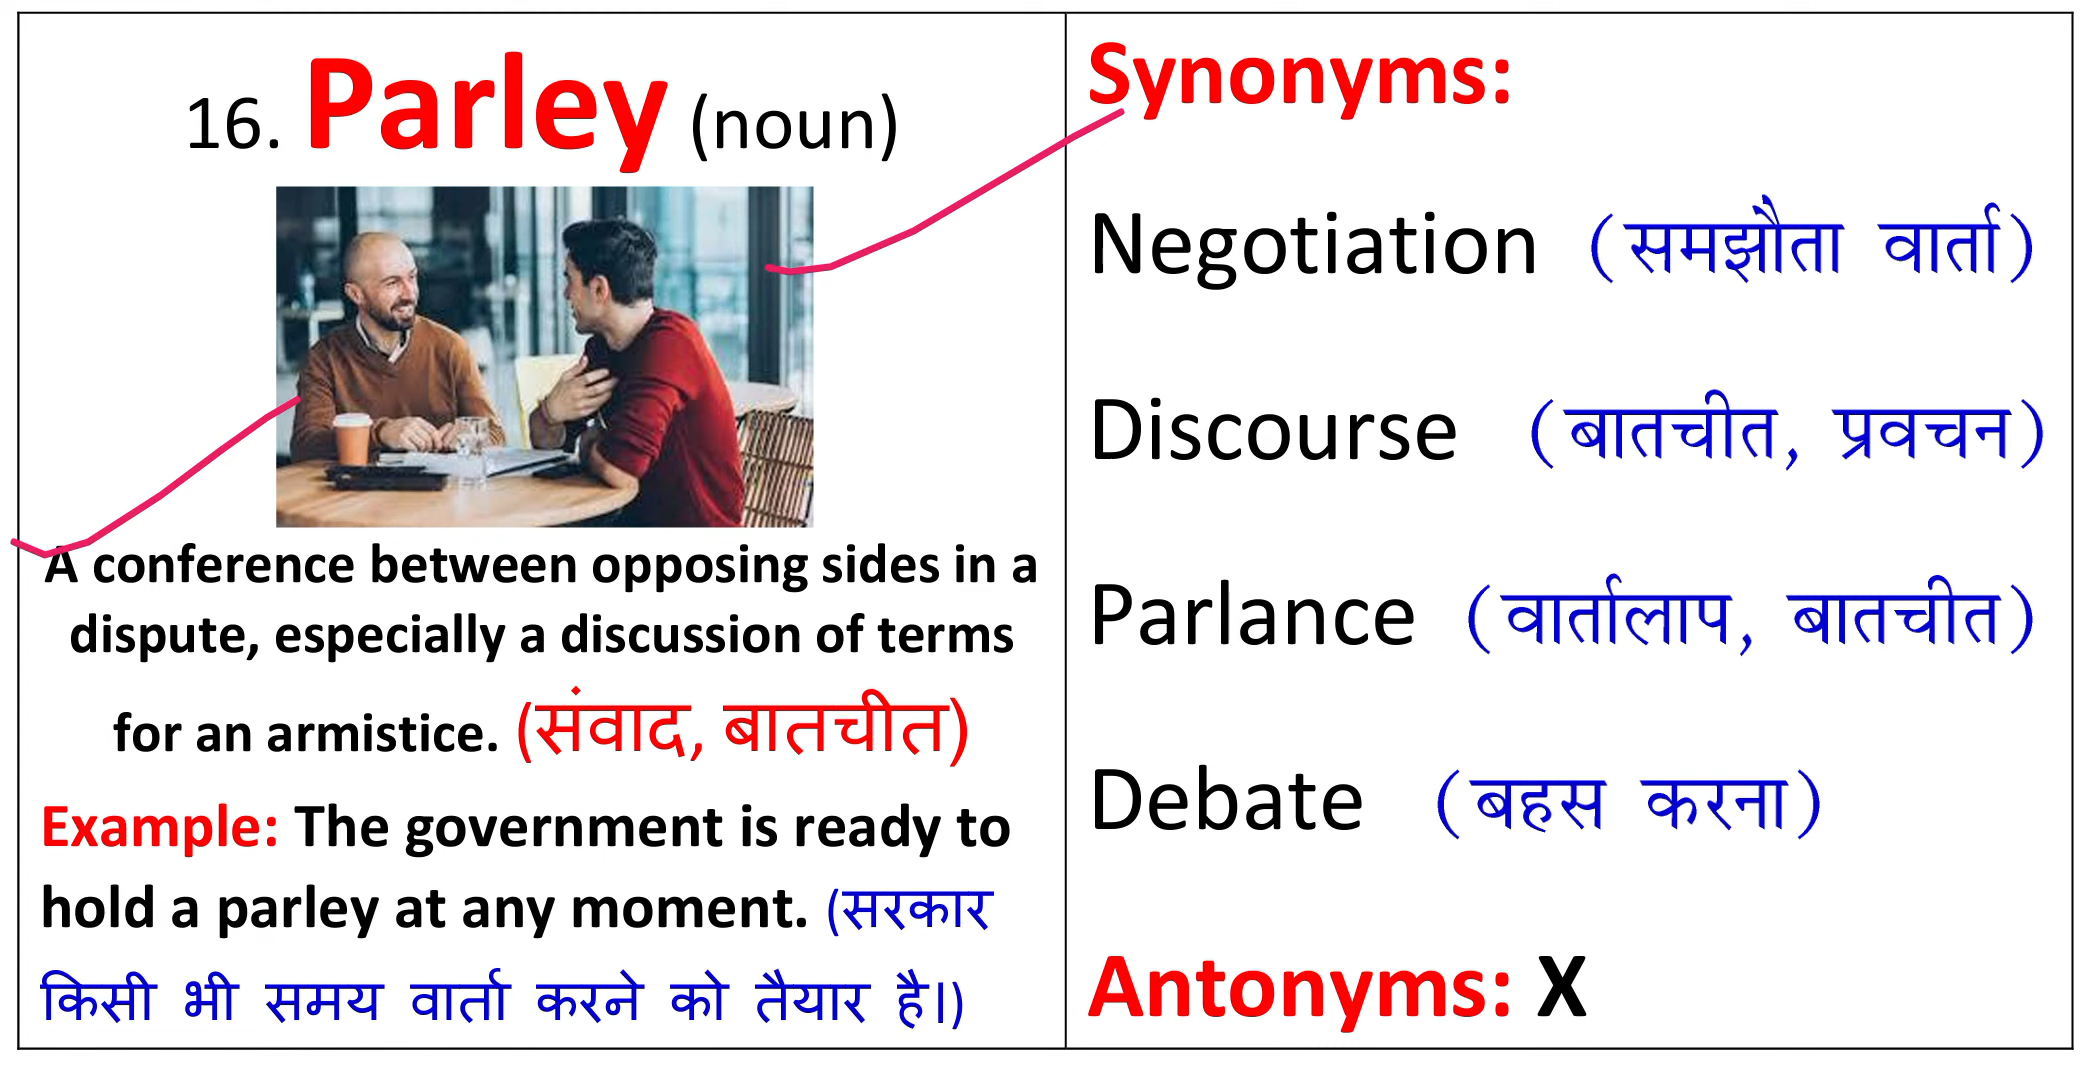 16. Parley (noun)
A conference between opposing sides in a
dispute, especially a discussion of terms
for an armistice. (संवाद, बातचीत)
Example: The government is ready to
hold a parley at any moment. (सरकार
किसी भी समय वार्ता करने को तैयार है।)
Synonyms:
Negotiation (समझौता वार्ता)
Discourse (बातचीत, प्रवचन)
Parlance (वार्तालाप, बातचीत)
Debate (बहस करना)
Antonyms: X